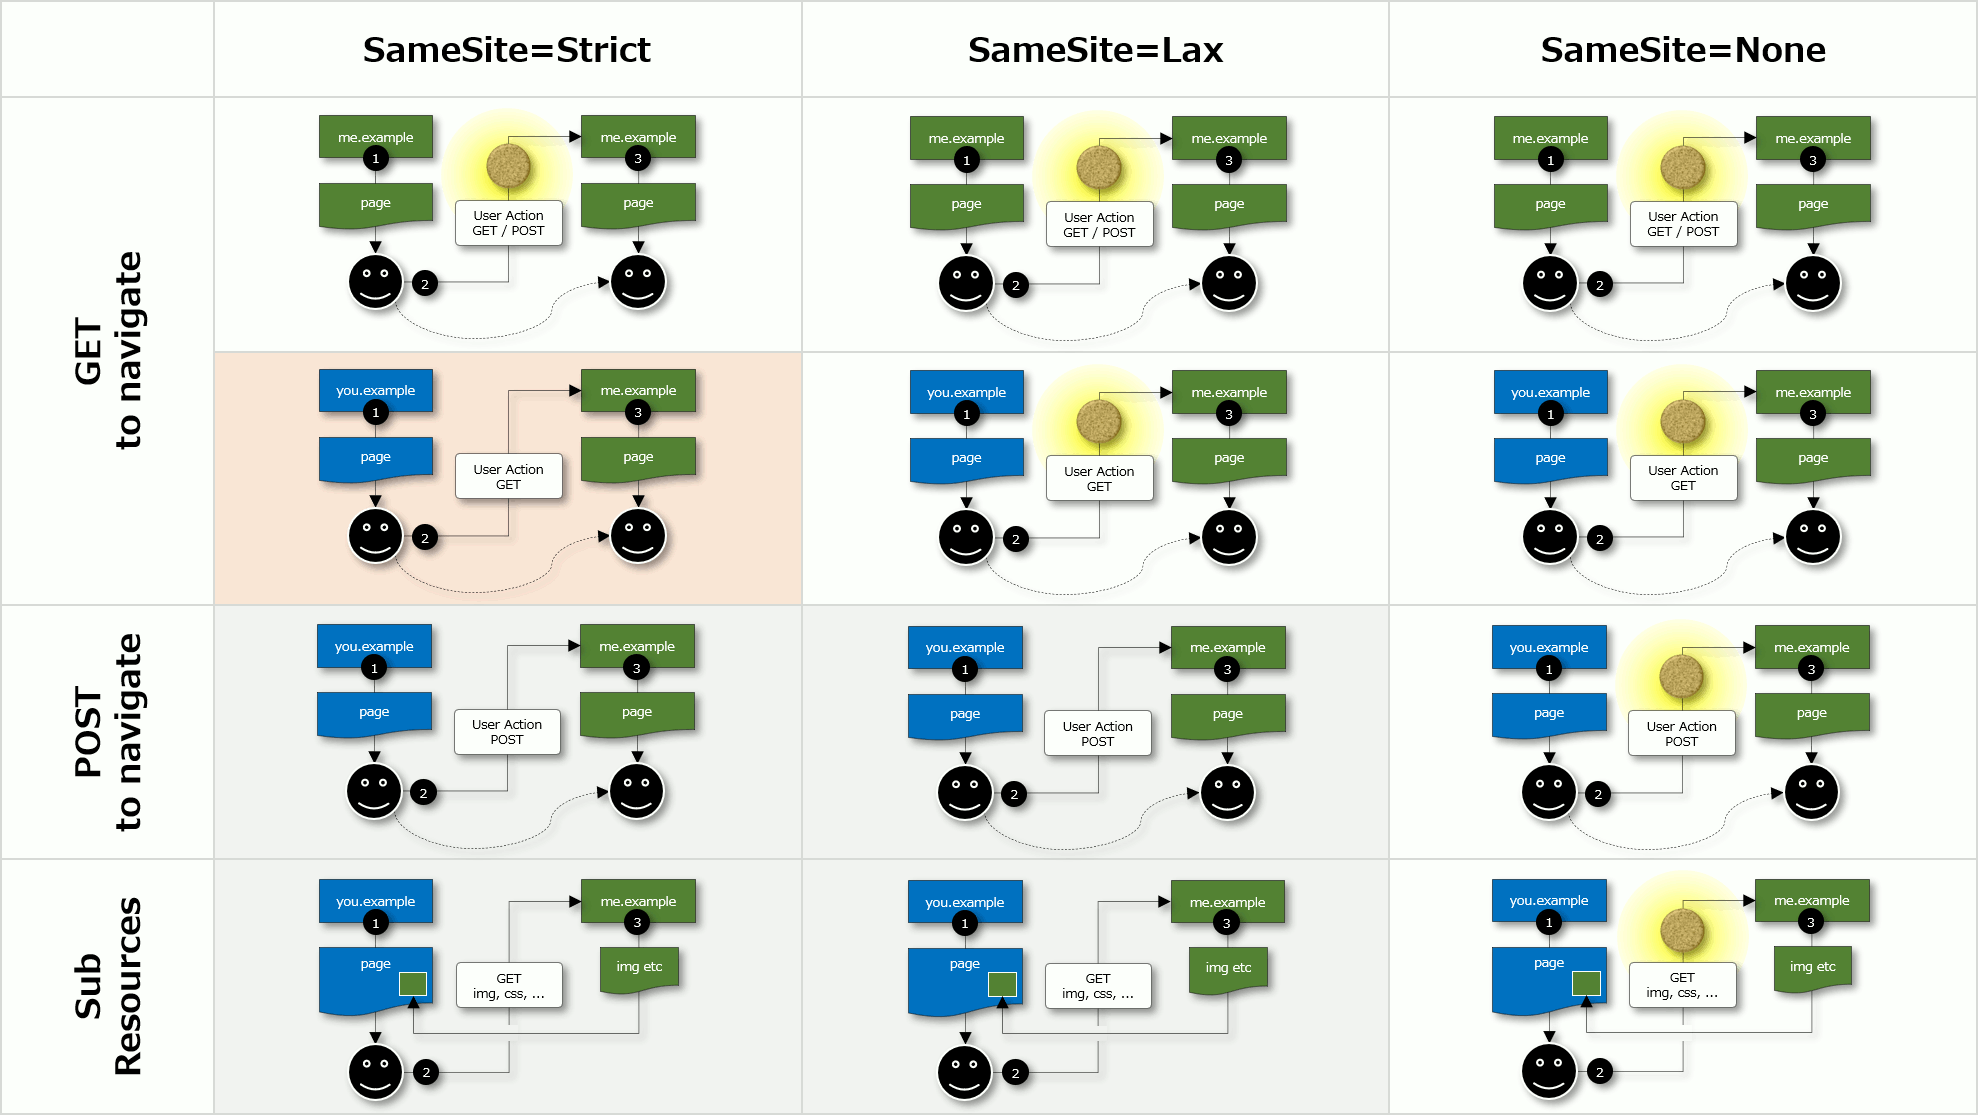 SameSite=Strict
SameSite=Lax
SameSite=None
GET
to navigate
me.example
1
page
User Action
GET / POST
2
me.example
3
page
me.example
1
page
User Action
GET / POST
2
me.example
3
page
me.example
1
page
User Action
GET / POST
2
me.example
3
page
you.example
1
page
User Action
GET
2
me.example
3
page
you.example
1
page
User Action
GET
2
me.example
3
page
you.example
1
page
User Action
GET
2
me.example
3
page
POST
to navigate
you.example
1
page
User Action
POST
2
me.example
3
page
you.example
1
page
User Action
POST
2
me.example
3
page
you.example
1
page
User Action
POST
2
me.example
3
page
Sub
Resources
you.example
1
page
GET
img, css, ...
2
me.example
3
img etc
you.example
1
page
GET
img, css, ...
2
me.example
3
img etc
you.example
1
page
GET
img, css, ...
2
me.example
3
img etc